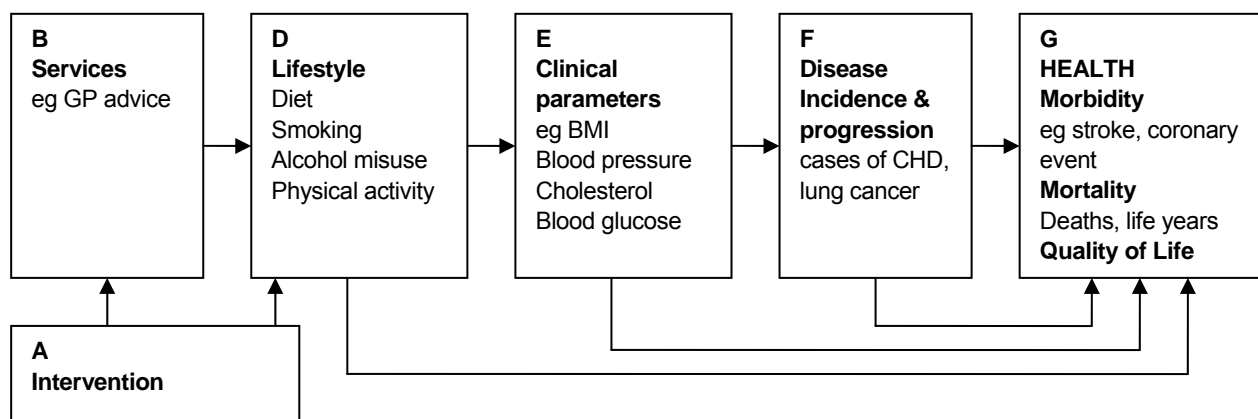 B
Services
eg GP advice
D
Lifestyle
Diet
Smoking
Alcohol misuse
Physical activity
E
Clinical
parameters
eg BMI
Blood pressure
Cholesterol
Blood glucose
F
Disease
Incidence &
progression
cases of CHD,
lung cancer
G
HEALTH
Morbidity
eg stroke, coronary
event
Mortality
Deaths, life years
Quality of Life
A
Intervention